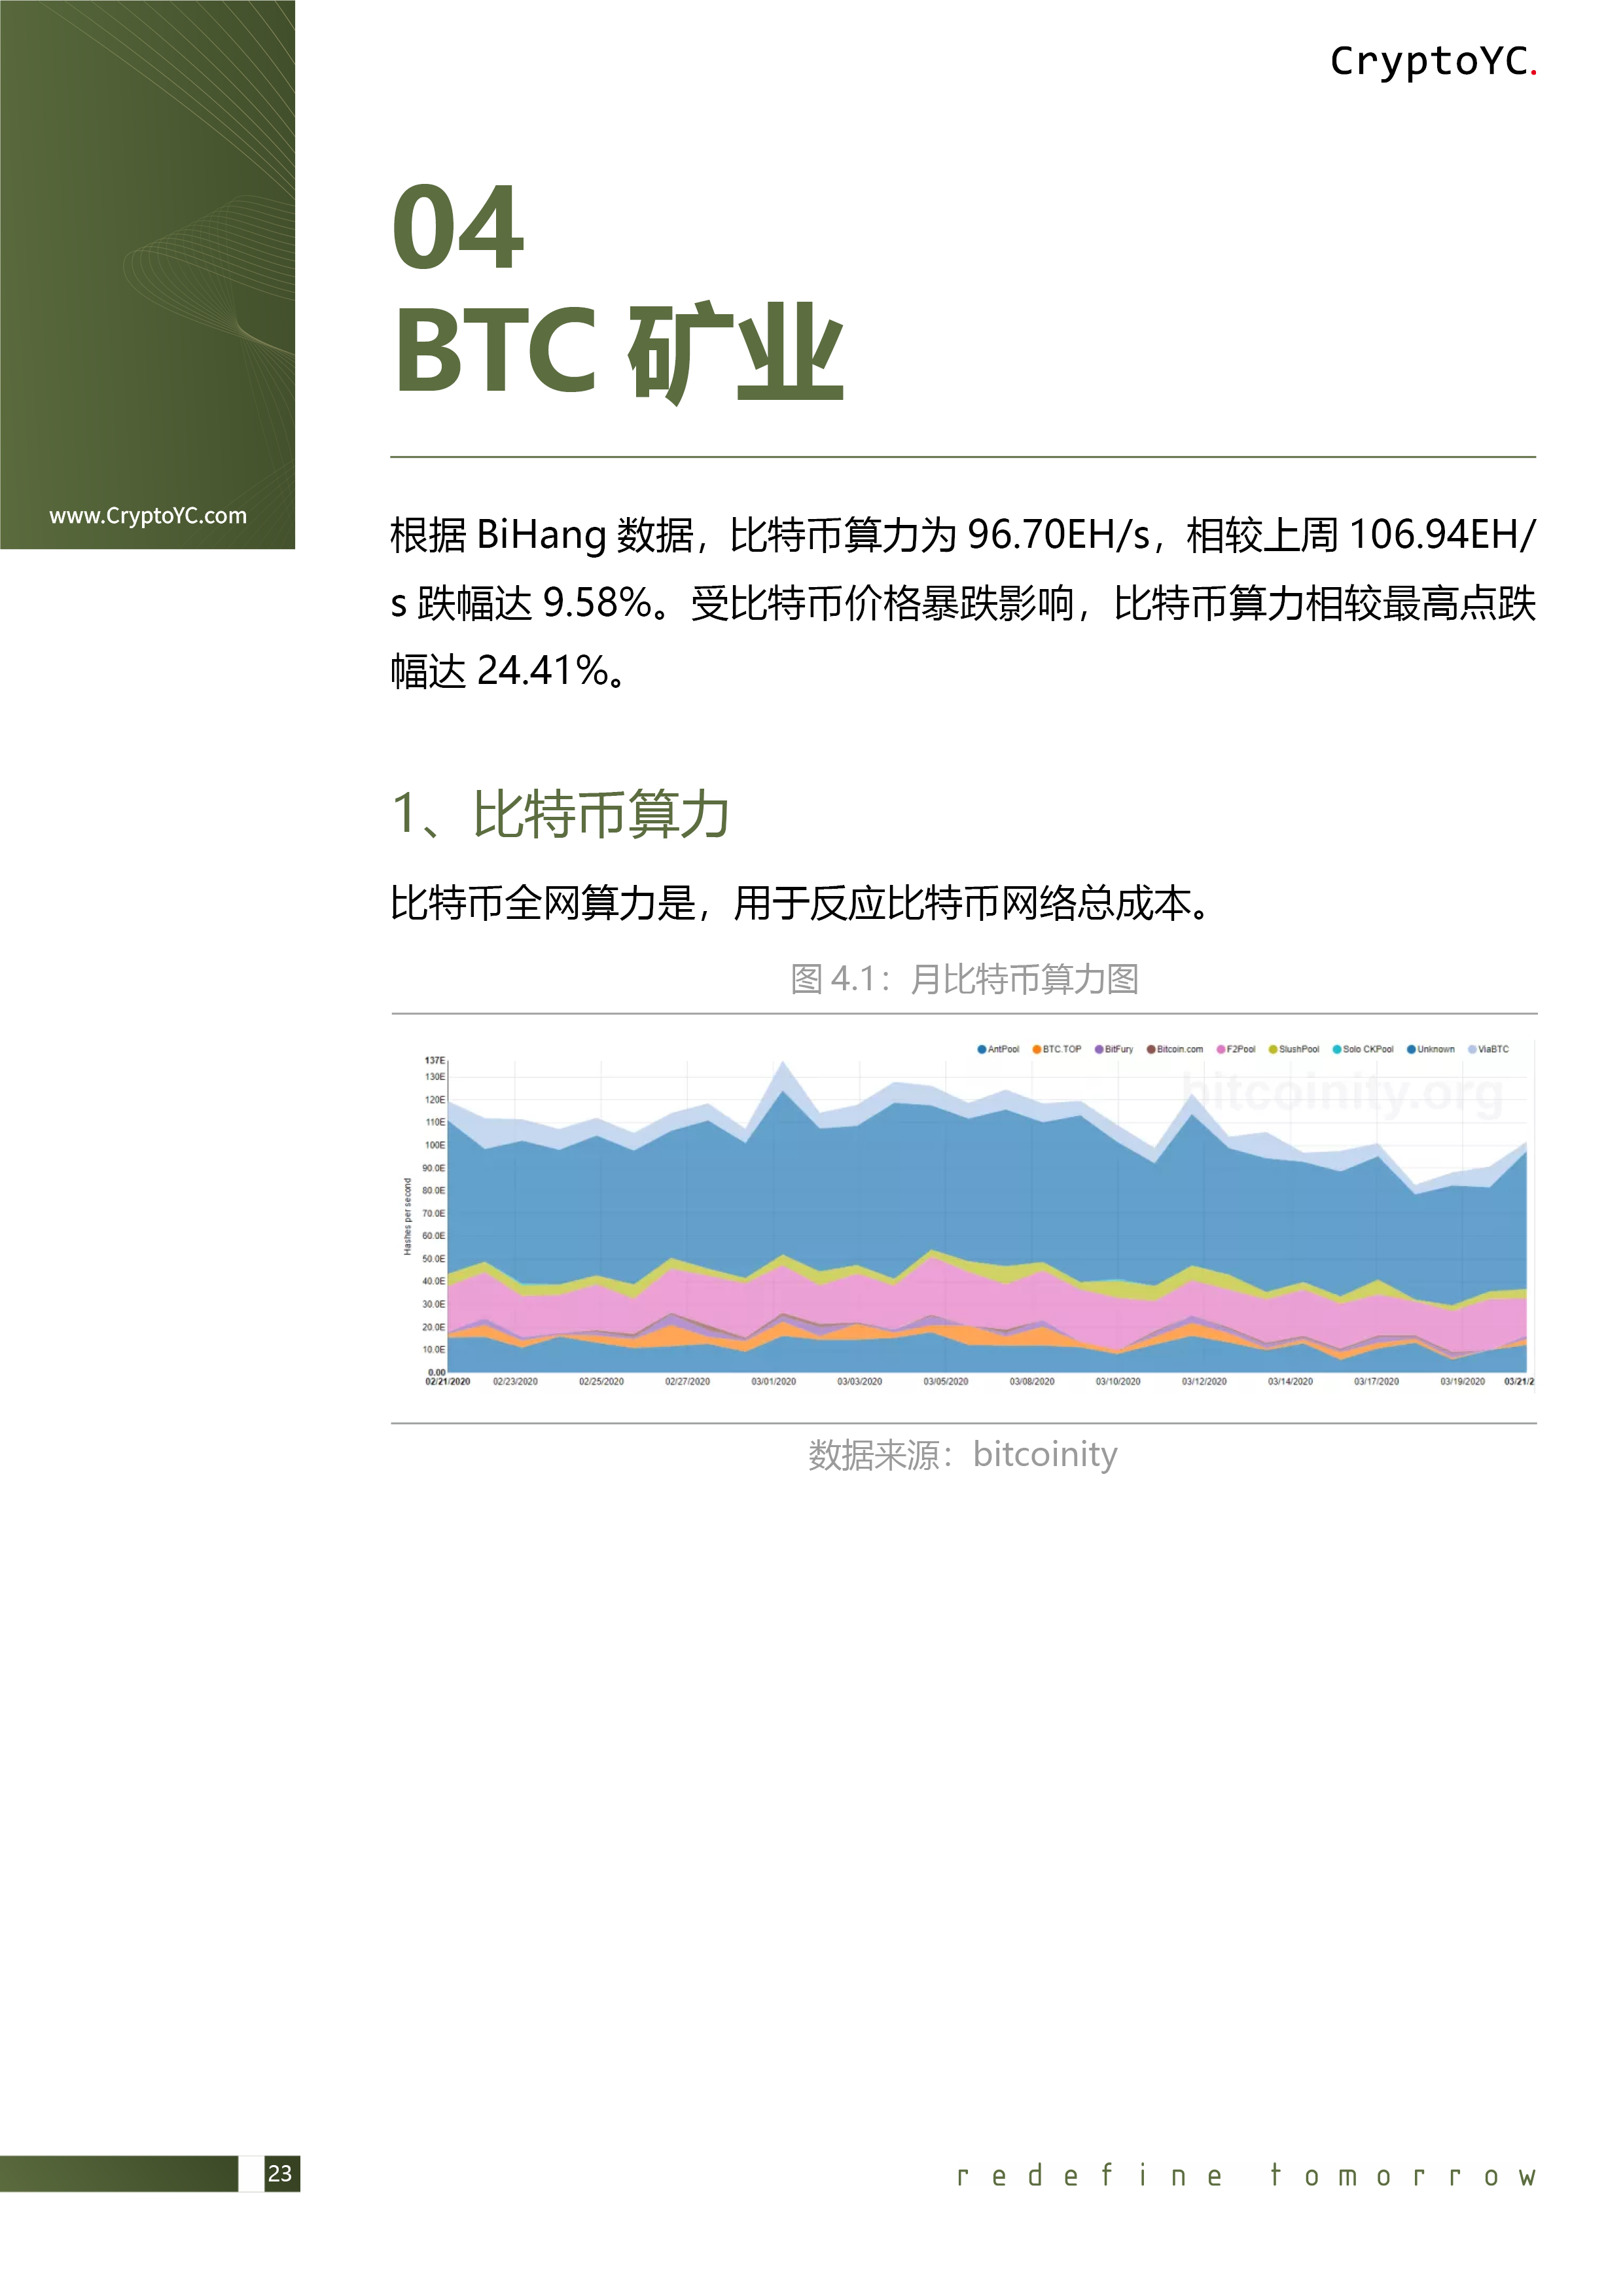 CryptoYC.
www.CryptoYC.com
04
BTC 矿业
根据 BiHang 数据，比特币算力为 96.70EH/s，相较上周 106.94EH/
s 跌幅达 9.58%。受比特币价格暴跌影响，比特币算力相较最高点跌
幅达 24.41%。
1、比特币算力
比特币全网算力是，用于反应比特币网络总成本。
图 4.1：月比特币算力图
AntPool BTC.TOP BitFury Bitcoin.com F2Pool SlushPool Solo CKPool Unknown ViaBTC
bitcoinity.org
137E
130E
120E
110E
100E
90.0E
80.0E
70.0E
60.0E
50.0E
40.0E
30.0E
20.0E
10.0E
0.00
Hashes per second
02/21/2020 02/23/2020 02/25/2020 02/27/2020 03/01/2020 03/03/2020 03/05/2020 03/08/2020 03/10/2020 03/12/2020 03/14/2020 03/17/2020 03/19/2020 03/21/2
数据来源：bitcoinity
23
redefine tomorrow